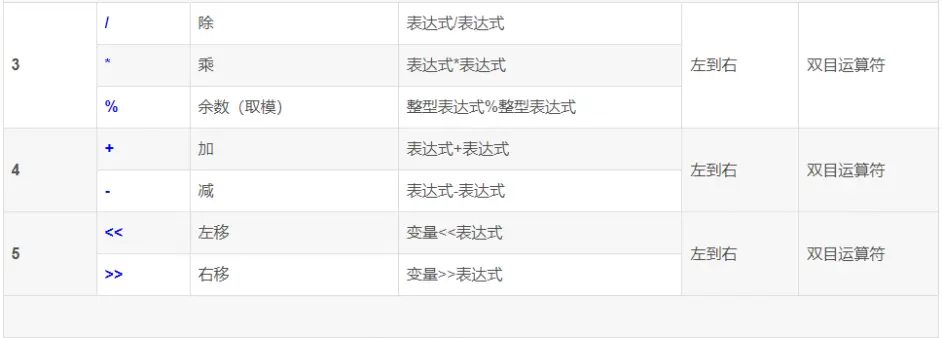 / 除 表达式/表达式
3 * 乘 表达式*表达式 左到右 双目运算符
% 余数（取模） 整型表达式%整型表达式
+ 加 表达式+表达式
4 左到右 双目运算符
- 减 表达式-表达式
<< 左移 变量<<表达式
5 左到右 双目运算符
>> 右移 变量>>表达式